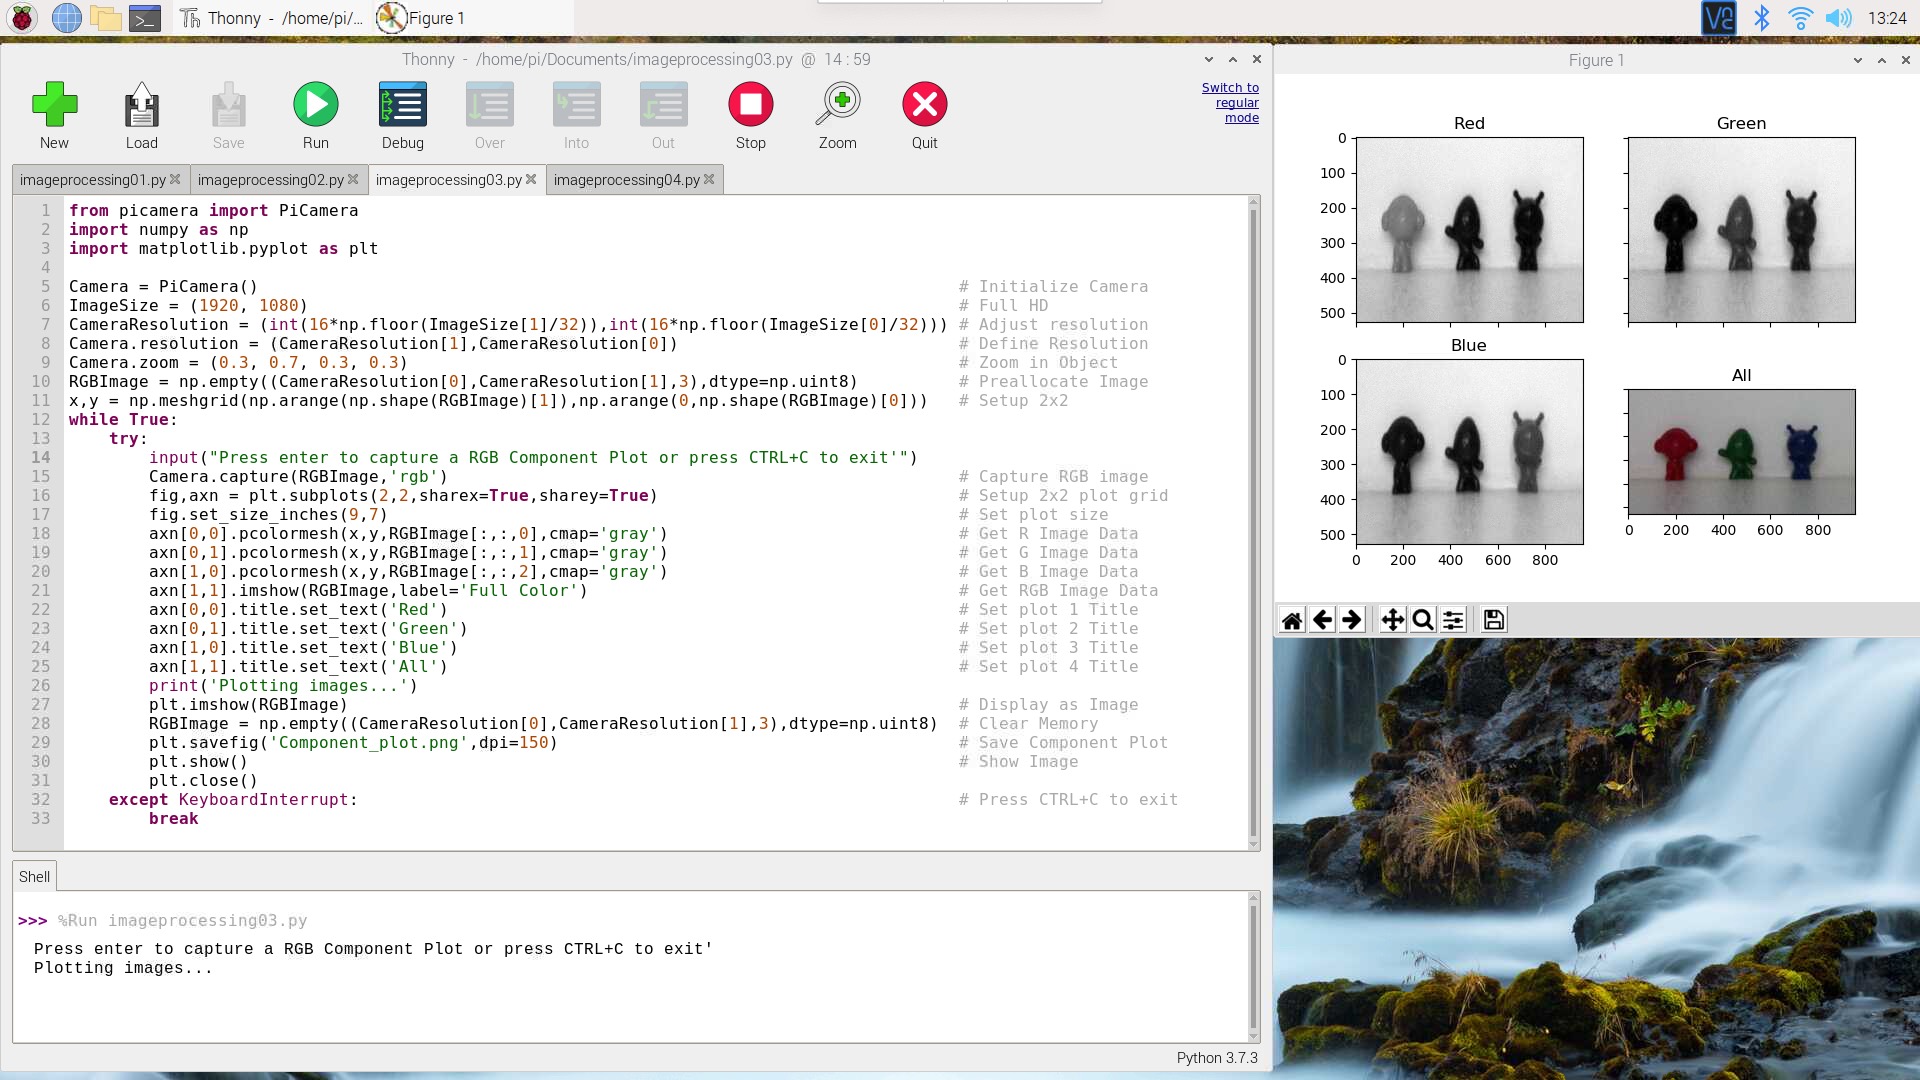 Thonny - /home/pi/...
Figure 1
13:24
Thonny - /home/pi/Documents/imageprocessing03.py @ 14 : 59
New
Load
Save
Run
Debug
Over
Into
Out
Stop
Zoom
Quit
Switch to
regular
mode
imageprocessing01.py
imageprocessing02.py
imageprocessing03.py
imageprocessing04.py
1 from picamera import PiCamera
2 import numpy as np
3 import matplotlib.pyplot as plt
4
5 Camera = PiCamera() # Initialize Camera
6 ImageSize = (1920, 1080) # Full HD
7 CameraResolution = (int(16*np.floor(ImageSize[1]/32)),int(16*np.floor(ImageSize[0]/32))) # Adjust resolution
8 Camera.resolution = (CameraResolution[1],CameraResolution[0]) # Define Resolution
9 Camera.zoom = (0.3, 0.7, 0.3, 0.3) # Zoom in Object
10 RGBImage = np.empty((CameraResolution[0],CameraResolution[1],3),dtype=np.uint8) # Preallocate Image
11 x,y = np.meshgrid(np.arange(np.shape(RGBImage)[1]),np.arange(0,np.shape(RGBImage)[0])) # Setup 2x2
12 while True:
13 try:
14 input("Press enter to capture a RGB Component Plot or press CTRL+C to exit'")
15 Camera.capture(RGBImage,'rgb') # Capture RGB image
16 fig,axn = plt.subplots(2,2,sharex=True,sharey=True) # Setup 2x2 plot grid
17 fig.set_size_inches(9,7) # Set plot size
18 axn[0,0].pcolormesh(x,y,RGBImage[:,:,0],cmap='gray') # Get R Image Data
19 axn[0,1].pcolormesh(x,y,RGBImage[:,:,1],cmap='gray') # Get G Image Data
20 axn[1,0].pcolormesh(x,y,RGBImage[:,:,2],cmap='gray') # Get B Image Data
21 axn[1,1].imshow(RGBImage,label='Full Color') # Get RGB Image Data
22 axn[0,0].title.set_text('Red') # Set plot 1 Title
23 axn[0,1].title.set_text('Green') # Set plot 2 Title
24 axn[1,0].title.set_text('Blue') # Set plot 3 Title
25 axn[1,1].title.set_text('All') # Set plot 4 Title
26 print('Plotting images...')
27 plt.imshow(RGBImage) # Display as Image
28 RGBImage = np.empty((CameraResolution[0],CameraResolution[1],3),dtype=np.uint8) # Clear Memory
29 plt.savefig('Component_plot.png',dpi=150) # Save Component Plot
30 plt.show() # Show Image
31 plt.close()
32 except KeyboardInterrupt: # Press CTRL+C to exit
33 break
Shell
>>> %Run imageprocessing03.py
Press enter to capture a RGB Component Plot or press CTRL+C to exit'
Plotting images...
Python 3.7.3
Figure 1
Red
0
100
200
300
400
500
Green
Blue
0
100
200
300
400
500
0 200 400 600 800
All
0 200 400 600 800